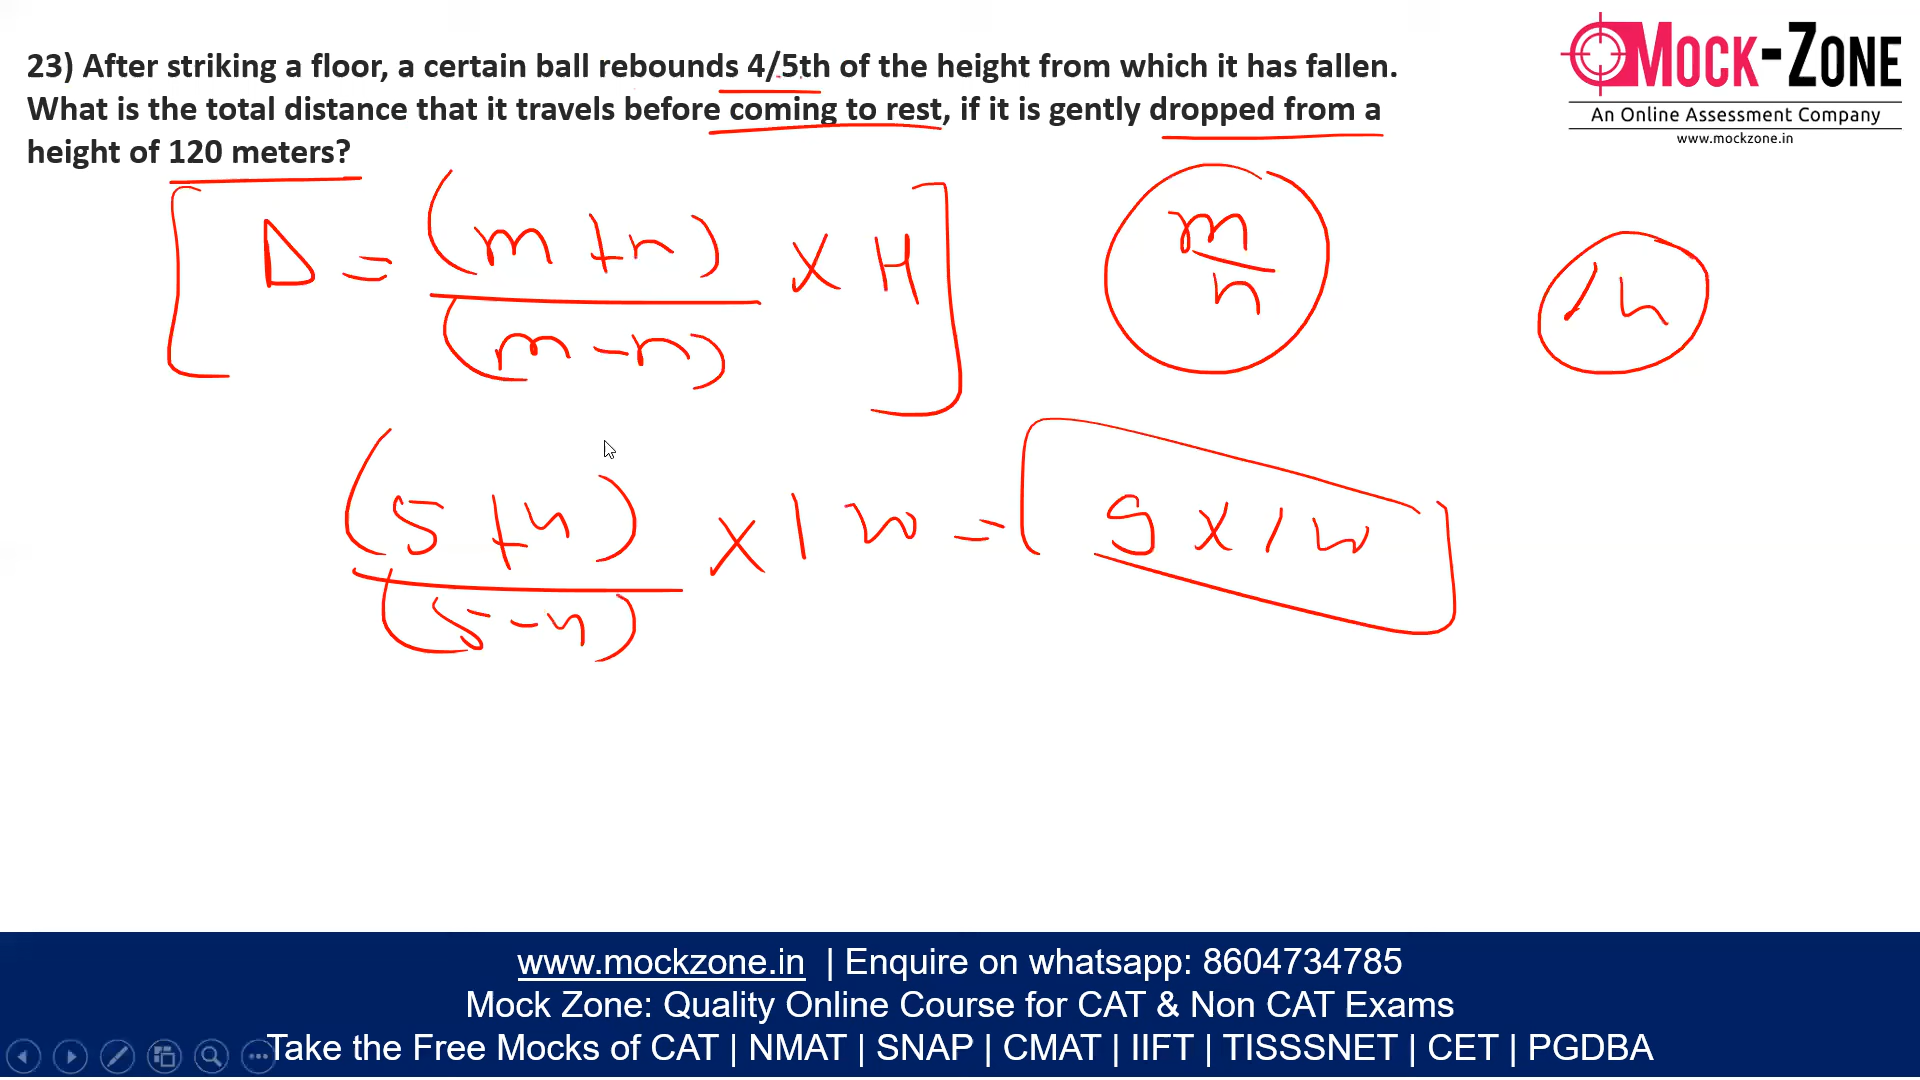 23) After striking a floor, a certain ball rebounds 4/5th of the height from which it has fallen.
What is the total distance that it travels before coming to rest, if it is gently dropped from a
height of 120 meters?
MOCK-ZONE
An Online Assessment Company
www.mockzone.in
D = (m+n) / (m-n) × H
m/n
(5+4) / (5-4) × 120 = 9 × 120
www.mockzone.in | Enquire on whatsapp: 8604734785
Mock Zone: Quality Online Course for CAT & Non CAT Exams
Take the Free Mocks of CAT | NMAT | SNAP | CMAT | IIFT | TISSSNET | CET | PGDBA